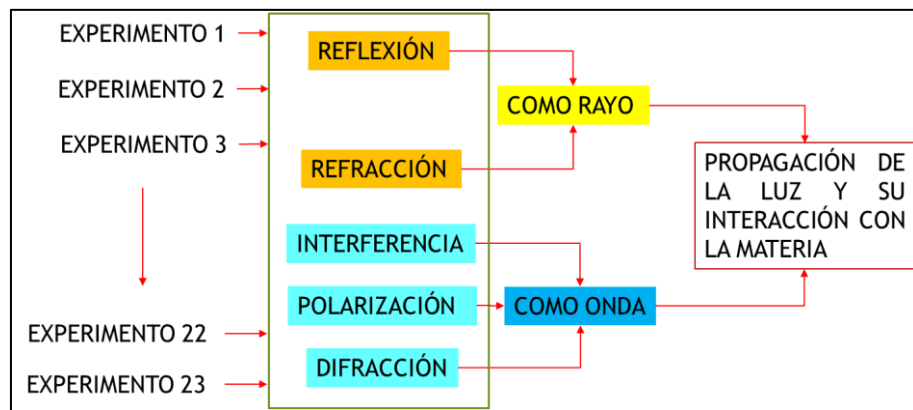 EXPERIMENTO 1
EXPERIMENTO 2
EXPERIMENTO 3
EXPERIMENTO 22
EXPERIMENTO 23
REFLEXIÓN
REFRACCIÓN
INTERFERENCIA
POLARIZACIÓN
DIFRACCIÓN
COMO RAYO
COMO ONDA
PROPAGACIÓN DE
LA LUZ Y SU
INTERACCIÓN CON
LA MATERIA